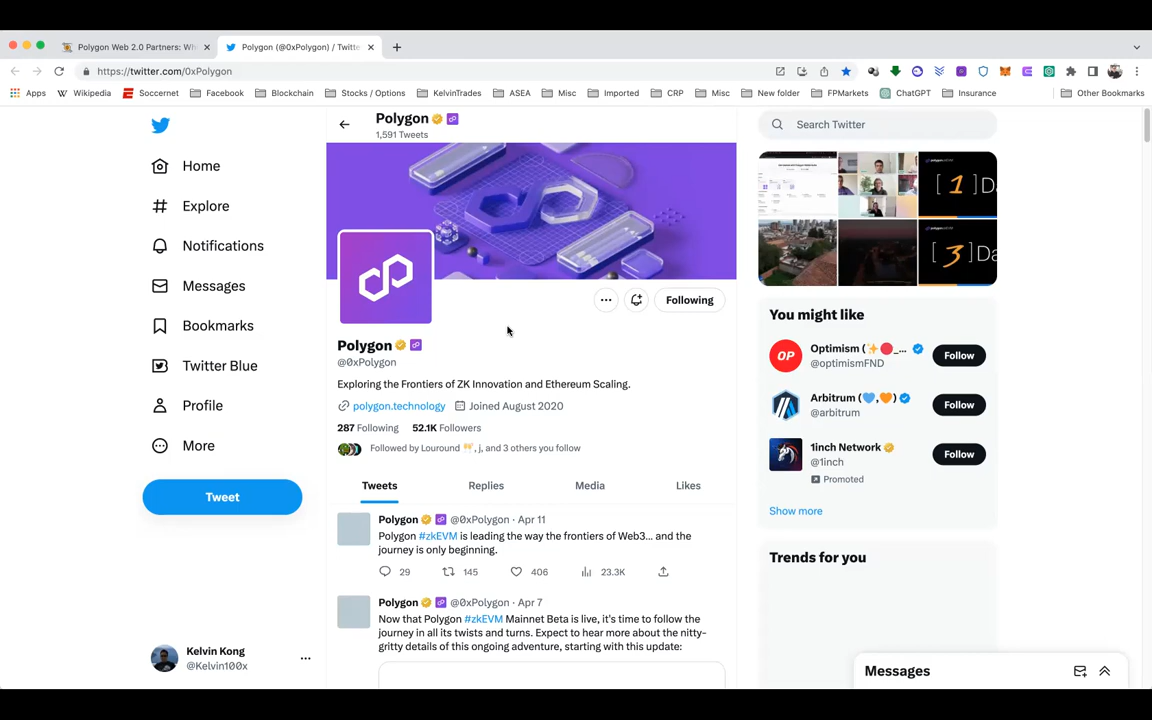 Polygon Web 2.0 Partners: Wh
Polygon (@0xPolygon) / Twitte
https://twitter.com/0xPolygon
Apps
Wikipedia
Soccernet
Facebook
Blockchain
Stocks / Options
KelvinTrades
ASEA
Misc
Imported
CRP
Misc
New folder
FPMarkets
ChatGPT
Insurance
Other Bookmarks
Home
Explore
Notifications
Messages
Bookmarks
Twitter Blue
Profile
More
Tweet
Kelvin Kong
@Kelvin100x
Polygon
1,591 Tweets
Following
Polygon
@0xPolygon
Exploring the Frontiers of ZK Innovation and Ethereum Scaling.
polygon.technology Joined August 2020
287 Following 52.1K Followers
Followed by Louround, j, and 3 others you follow
Tweets Replies Media Likes
Polygon @0xPolygon · Apr 11
Polygon #zkEVM is leading the way the frontiers of Web3... and the
journey is only beginning.
29 145 406 23.3K
Polygon @0xPolygon · Apr 7
Now that Polygon #zkEVM Mainnet Beta is live, it's time to follow the
journey in all its twists and turns. Expect to hear more about the nitty-
gritty details of this ongoing adventure, starting with this update:
Search Twitter
[ 1 ] Da
[ 3 ] Da
You might like
OP
Optimism (✨🔴_...
@optimismFND
Follow
Arbitrum (💙,🧡)
@arbitrum
Follow
1inch Network
@1inch
Promoted
Follow
Show more
Trends for you
Messages